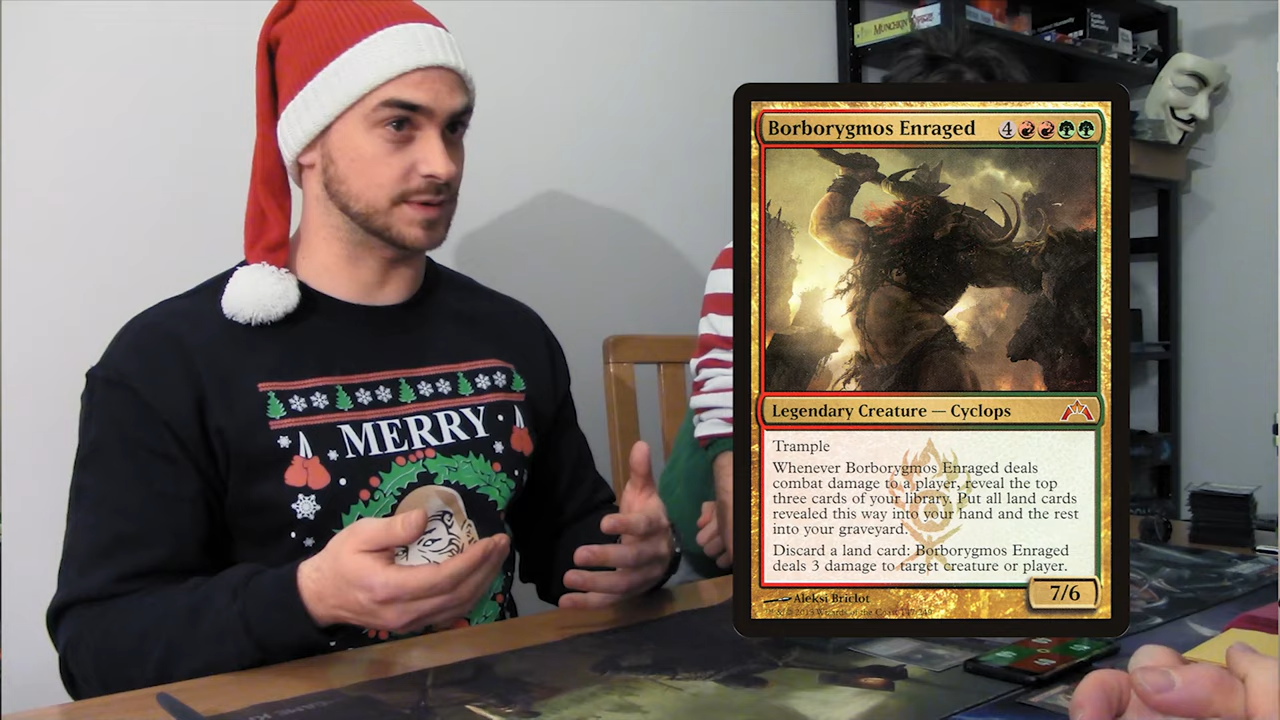 MUNCHKIN
Borborygmos Enraged 4
MERRY
Legendary Creature — Cyclops
Trample
Whenever Borborygmos Enraged deals
combat damage to a player, reveal the top
three cards of your library. Put all land cards
revealed this way into your hand and the rest
into your graveyard.
Discard a land card: Borborygmos Enraged
deals 3 damage to target creature or player.
7/6
Aleksi Briclot